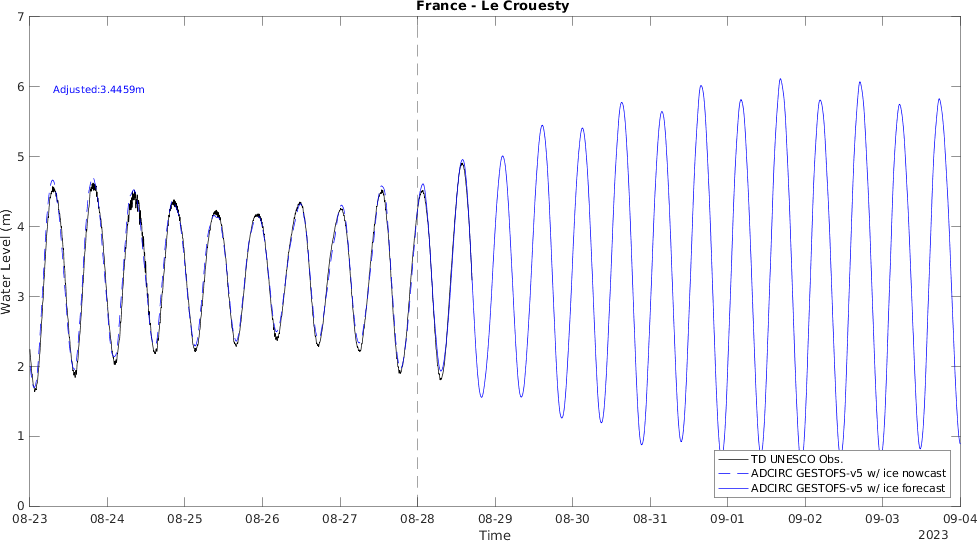 France - Le Crouesty
7
6
5
4
3
2
1
0
Water Level (m)
Adjusted:3.4459m
TD UNESCO Obs.
ADCIRC GESTOFS-v5 w/ ice nowcast
ADCIRC GESTOFS-v5 w/ ice forecast
08-23 08-24 08-25 08-26 08-27 08-28 08-29 08-30 08-31 09-01 09-02 09-03 09-04
Time
2023